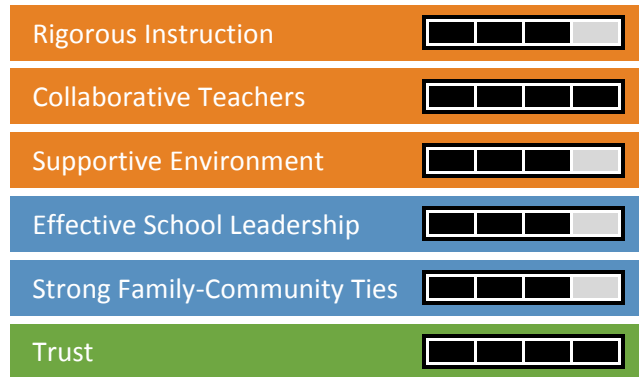 Rigorous Instruction
Collaborative Teachers
Supportive Environment
Effective School Leadership
Strong Family-Community Ties
Trust